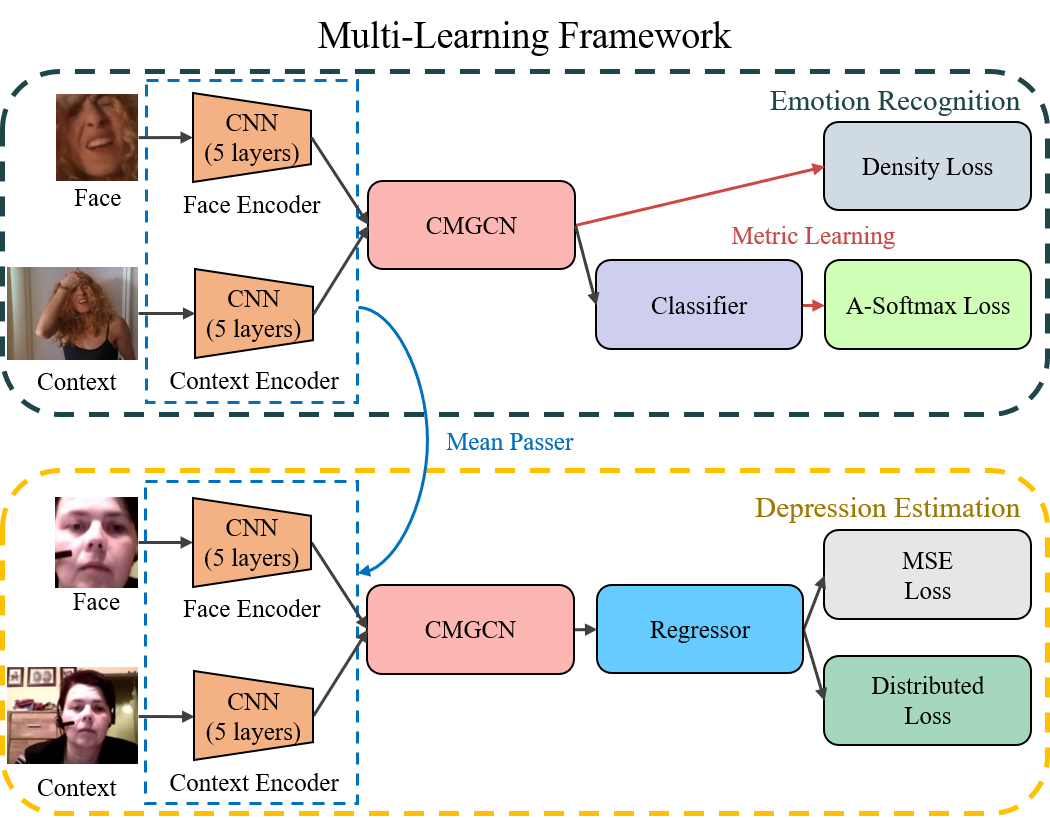 Multi-Learning Framework
Emotion Recognition
Face
CNN
(5 layers)
Face Encoder
Context
CNN
(5 layers)
Context Encoder
CMGCN
Density Loss
Metric Learning
Classifier
A-Softmax Loss
Mean Passer
Depression Estimation
Face
CNN
(5 layers)
Face Encoder
Context
CNN
(5 layers)
Context Encoder
CMGCN
Regressor
MSE
Loss
Distributed
Loss